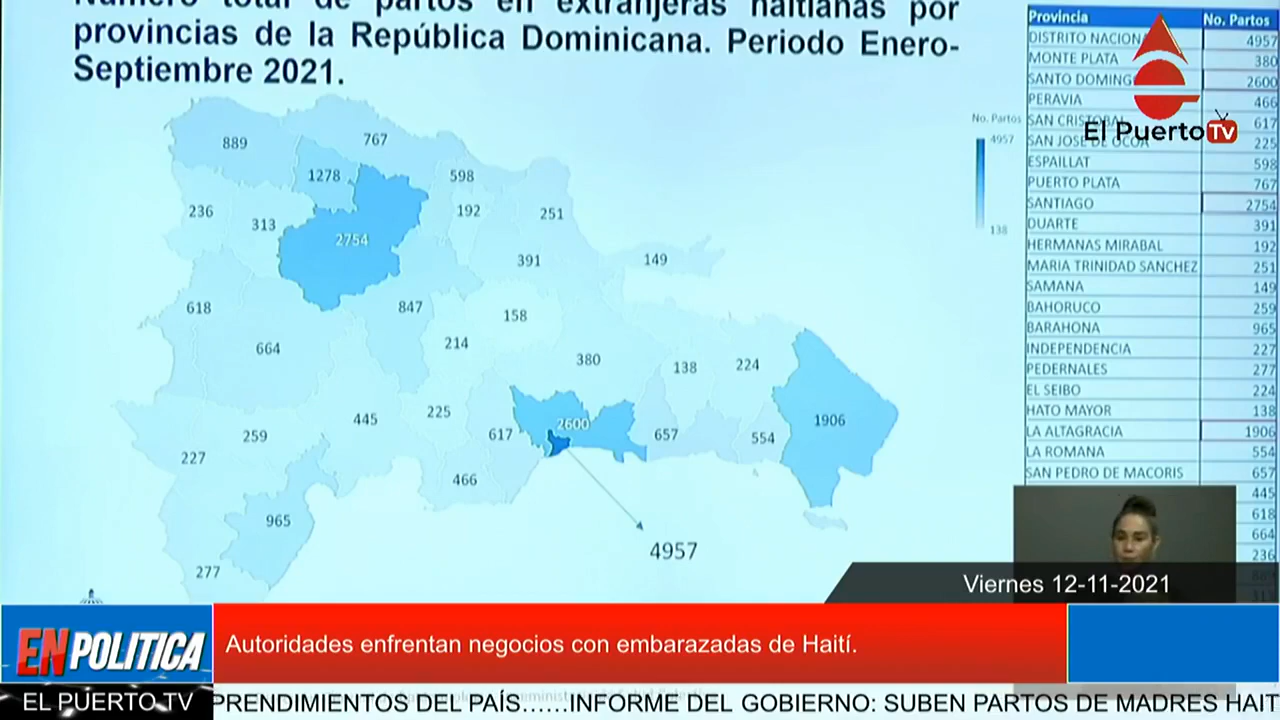 Número total de partos en extranjeras haitianas por
provincias de la República Dominicana. Periodo Enero-
Septiembre 2021.
No. Partos
4957
138
889
767
1278
598
236
313
2754
192
251
391
149
618
847
158
664
214
380
138
224
445
225
617
2600
657
554
1906
259
227
466
965
277
4957
Provincia No. Partos
DISTRITO NACION 4957
MONTE PLATA 380
SANTO DOMING 2600
PERAVIA 466
SAN CRISTOBAL 617
SAN JOSE DE OCOA 225
ESPAILLAT 598
PUERTO PLATA 767
SANTIAGO 2754
DUARTE 391
HERMANAS MIRABAL 192
MARIA TRINIDAD SANCHEZ 251
SAMANA 149
BAHORUCO 259
BARAHONA 965
INDEPENDENCIA 227
PEDERNALES 277
EL SEIBO 224
HATO MAYOR 138
LA ALTAGRACIA 1906
LA ROMANA 554
SAN PEDRO DE MACORIS 657
445
618
664
236
El Puerto TV
Viernes 12-11-2021
EN POLITICA
Autoridades enfrentan negocios con embarazadas de Haití.
EL PUERTO TV
PRENDIMIENTOS DEL PAÍS......INFORME DEL GOBIERNO: SUBEN PARTOS DE MADRES HAIT